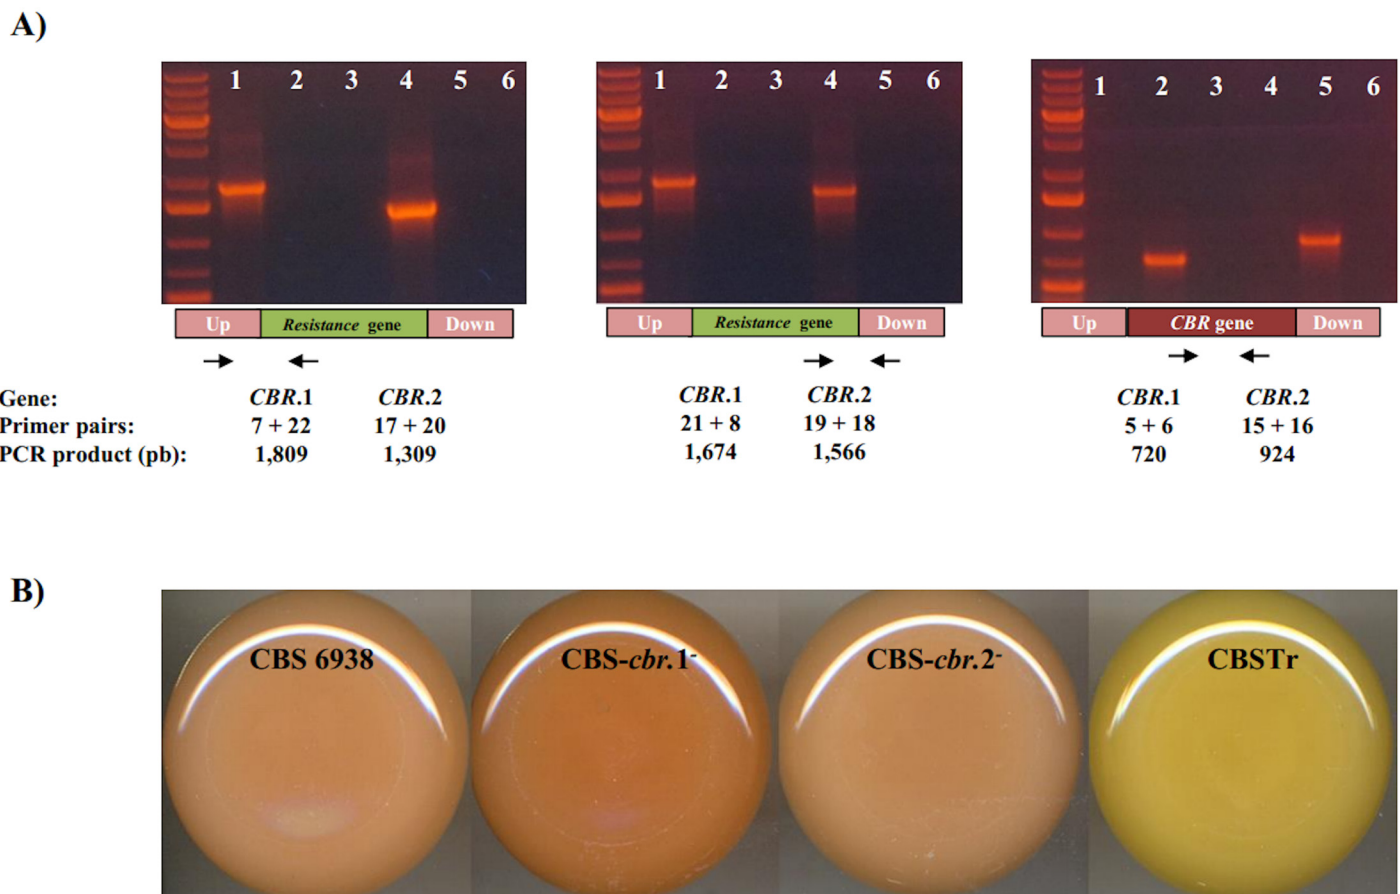 A)
1 2 3 4 5 6
1 2 3 4 5 6
1 2 3 4 5 6
Up Resistance gene Down
Up Resistance gene Down
Up CBR gene Down
Gene: CBR.1 CBR.2 CBR.1 CBR.2 CBR.1 CBR.2
Primer pairs: 7 + 22 17 + 20 21 + 8 19 + 18 5 + 6 15 + 16
PCR product (pb): 1,809 1,309 1,674 1,566 720 924
B)
CBS 6938 CBS-cbr.1⁻ CBS-cbr.2⁻ CBSTr